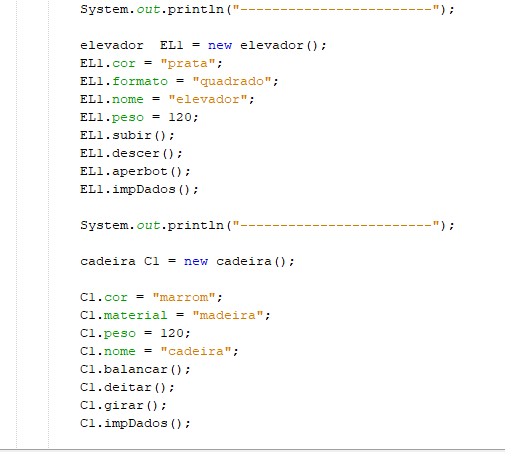 System.out.println("------------------------");
elevador  EL1 = new elevador();
EL1.cor = "prata";
EL1.formato = "quadrado";
EL1.nome = "elevador";
EL1.peso = 120;
EL1.subir();
EL1.descer();
EL1.aperbot();
EL1.impDados();
System.out.println("------------------------");
cadeira C1 = new cadeira();
C1.cor = "marrom";
C1.material = "madeira";
C1.peso = 120;
C1.nome = "cadeira";
C1.balancar();
C1.deitar();
C1.girar();
C1.impDados();